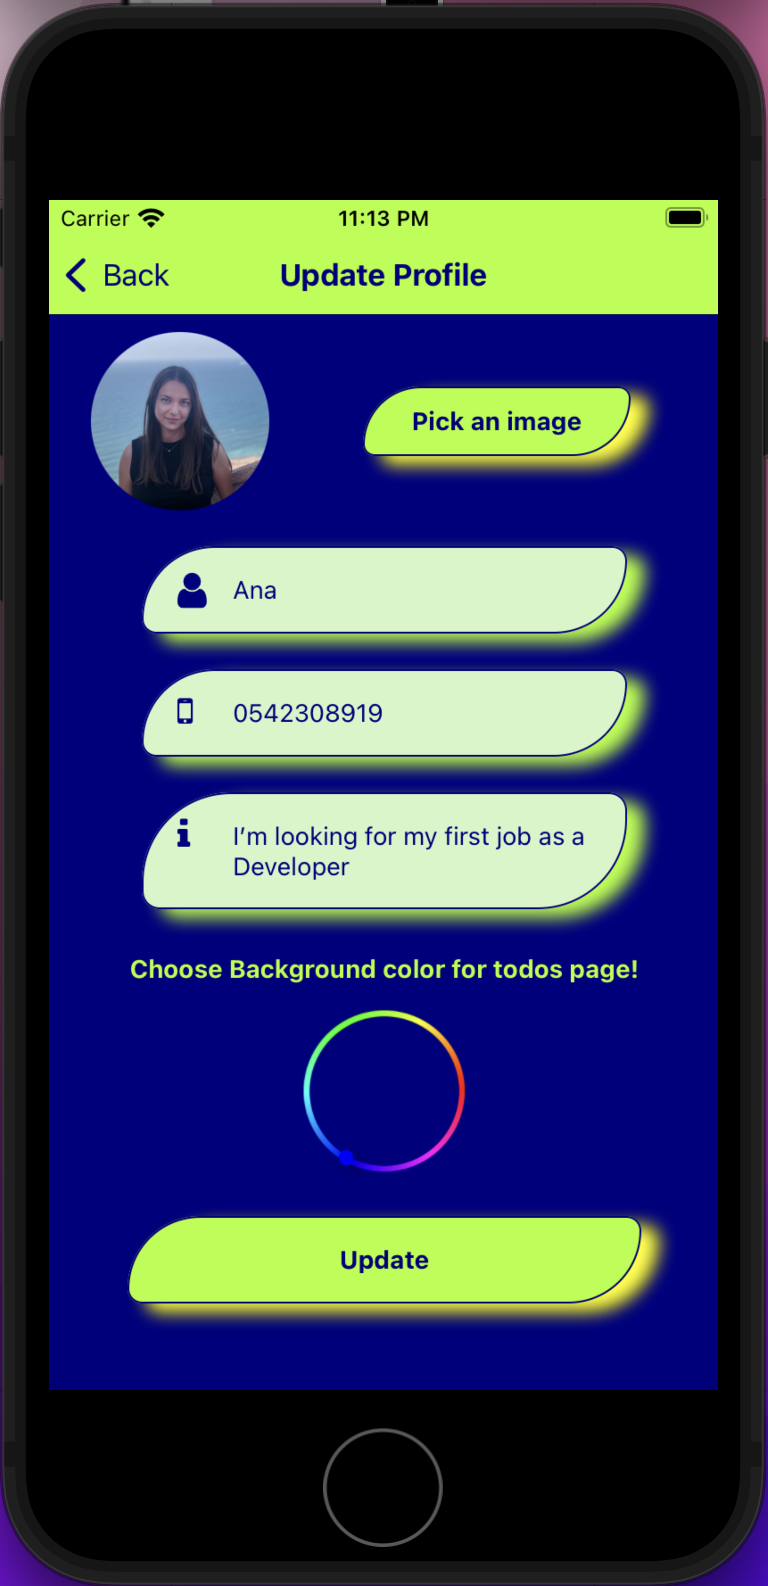 Carrier 11:13 PM
Back Update Profile
Pick an image
Ana
0542308919
I’m looking for my first job as a
Developer
Choose Background color for todos page!
Update